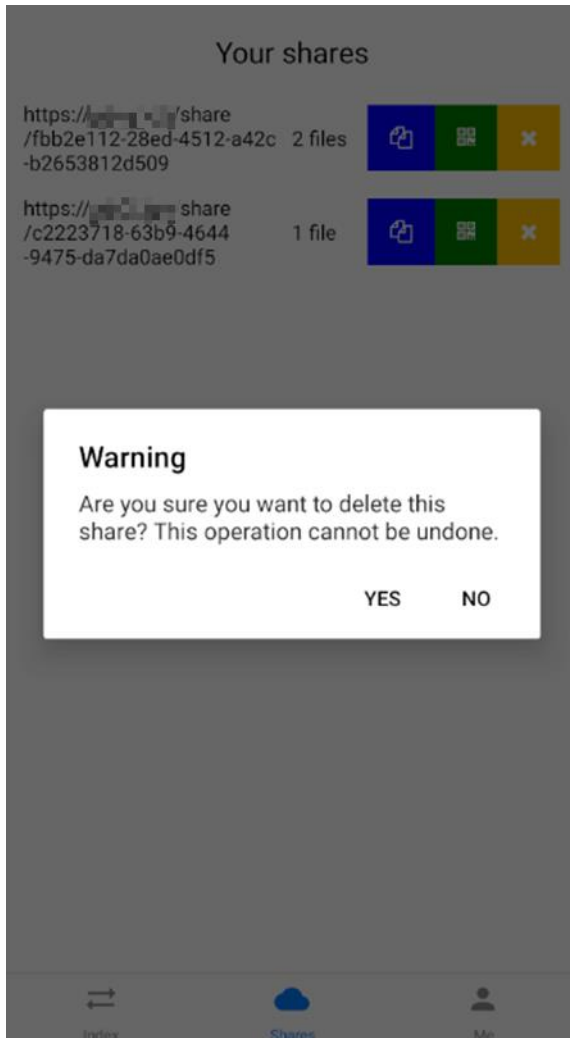 Your shares
https:// /share
/fbb2e112-28ed-4512-a42c 2 files
-b2653812d509
https:// share
/c2223718-63b9-4644 1 file
-9475-da7da0ae0df5
Warning
Are you sure you want to delete this
share? This operation cannot be undone.
YES NO
Index Shares Me